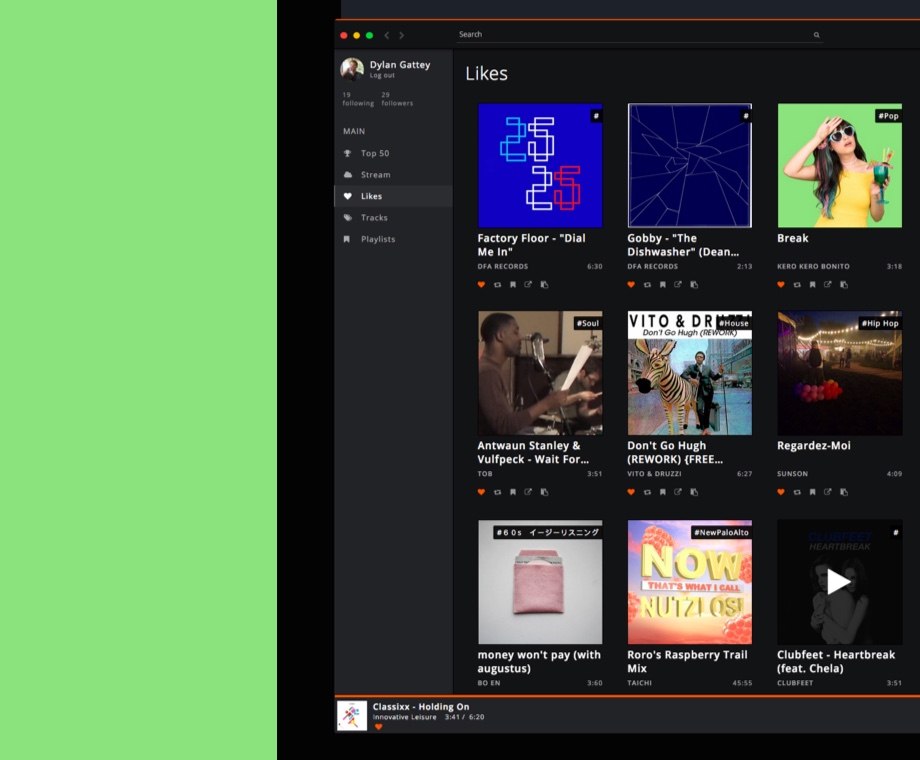 Search
Dylan Gattey
Log out
19 following
29 followers
MAIN
Top 50
Stream
Likes
Tracks
Playlists
Likes
#
Factory Floor - "Dial
Me In"
DFA RECORDS 6:30
#
Gobby - "The
Dishwasher" (Dean...
DFA RECORDS 2:13
#Pop
Break
KERO KERO BONITO 3:18
#Soul
Antwaun Stanley &
Vulfpeck - Wait For...
TOB 3:51
VITO & DRUZZI
#House
Don't Go Hugh (REWORK)
Don't Go Hugh
(REWORK) {FREE...
VITO & DRUZZI 6:27
#Hip Hop
Regardez-Moi
SUNSON 4:09
#60s イージーリスニング
money won't pay (with
augustus)
BO EN 3:60
#NewPaloAlto
NOW
THAT'S WHAT I CALL
NUTZLOS!
Roro's Raspberry Trail
Mix
TAICHI 45:55
#
CLUBFEET
HEARTBREAK
Clubfeet - Heartbreak
(feat. Chela)
CLUBFEET 3:51
Classixx - Holding On
Innovative Leisure 3:41 / 6:20